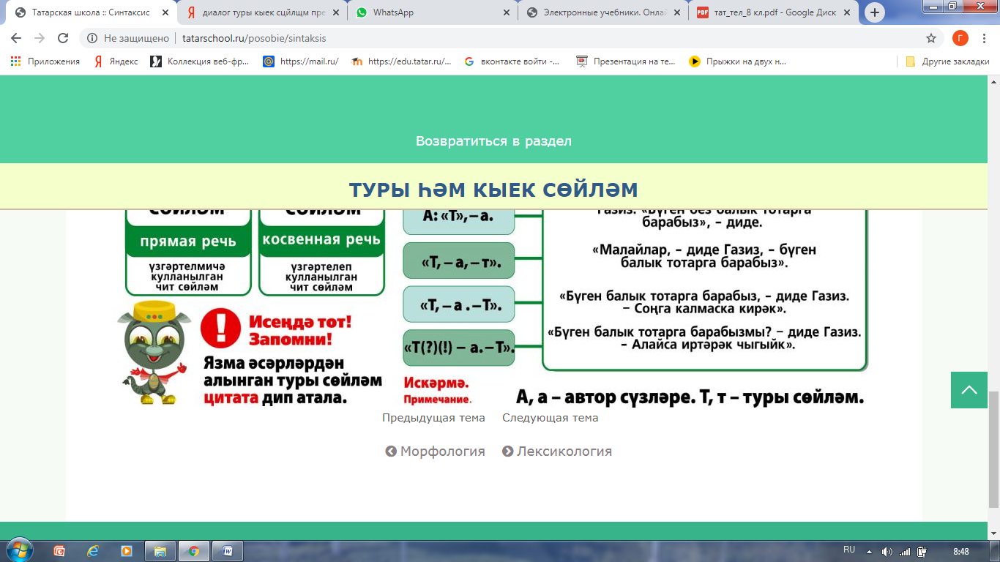 Татарская школа :: Синтаксис
диалог туры кыек сцйлщм пре
WhatsApp
Электронные учебники. Онлай
PDF тат_тел_8 кл.pdf - Google Диск
Не защищено | tatarschool.ru/posobie/sintaksis
Г
Приложения
Яндекс
Коллекция веб-фр...
https://mail.ru/
https://edu.tatar.ru/...
вконтакте войти -...
Презентация на те...
Прыжки на двух н...
Другие закладки
Возвратиться в раздел
ТУРЫ ҺӘМ КЫЕК СӨЙЛӘМ
СӨЙЛӘМ
прямая речь
үзгәртелмичә
кулланылган
чит сөйләм
СӨЙЛӘМ
косвенная речь
үзгәртелеп
кулланылган
чит сөйләм
А: «Т»,–а.
Газиз: «Бүген без балык тотарга
барабыз», – диде.
«Т,–а,–т».
«Малайлар, – диде Газиз, – бүген
балык тотарга барабыз».
«Т,–а .–Т».
«Бүген балык тотарга барабыз, – диде Газиз.
– Соңга калмаска кирәк».
«Т(?)(!) – а.–Т».
«Бүген балык тотарга барабызмы? – диде Газиз.
– Алайса иртәрәк чыгыйк».
! Исеңдә тот!
Запомни!
Язма әсәрләрдән
алынган туры сөйләм
цитата дип атала.
Искәрмә.
Примечание.
А, а – автор сүзләре. Т, т – туры сөйләм.
Предыдущая тема
Следующая тема
Морфология
Лексикология
RU
8:48